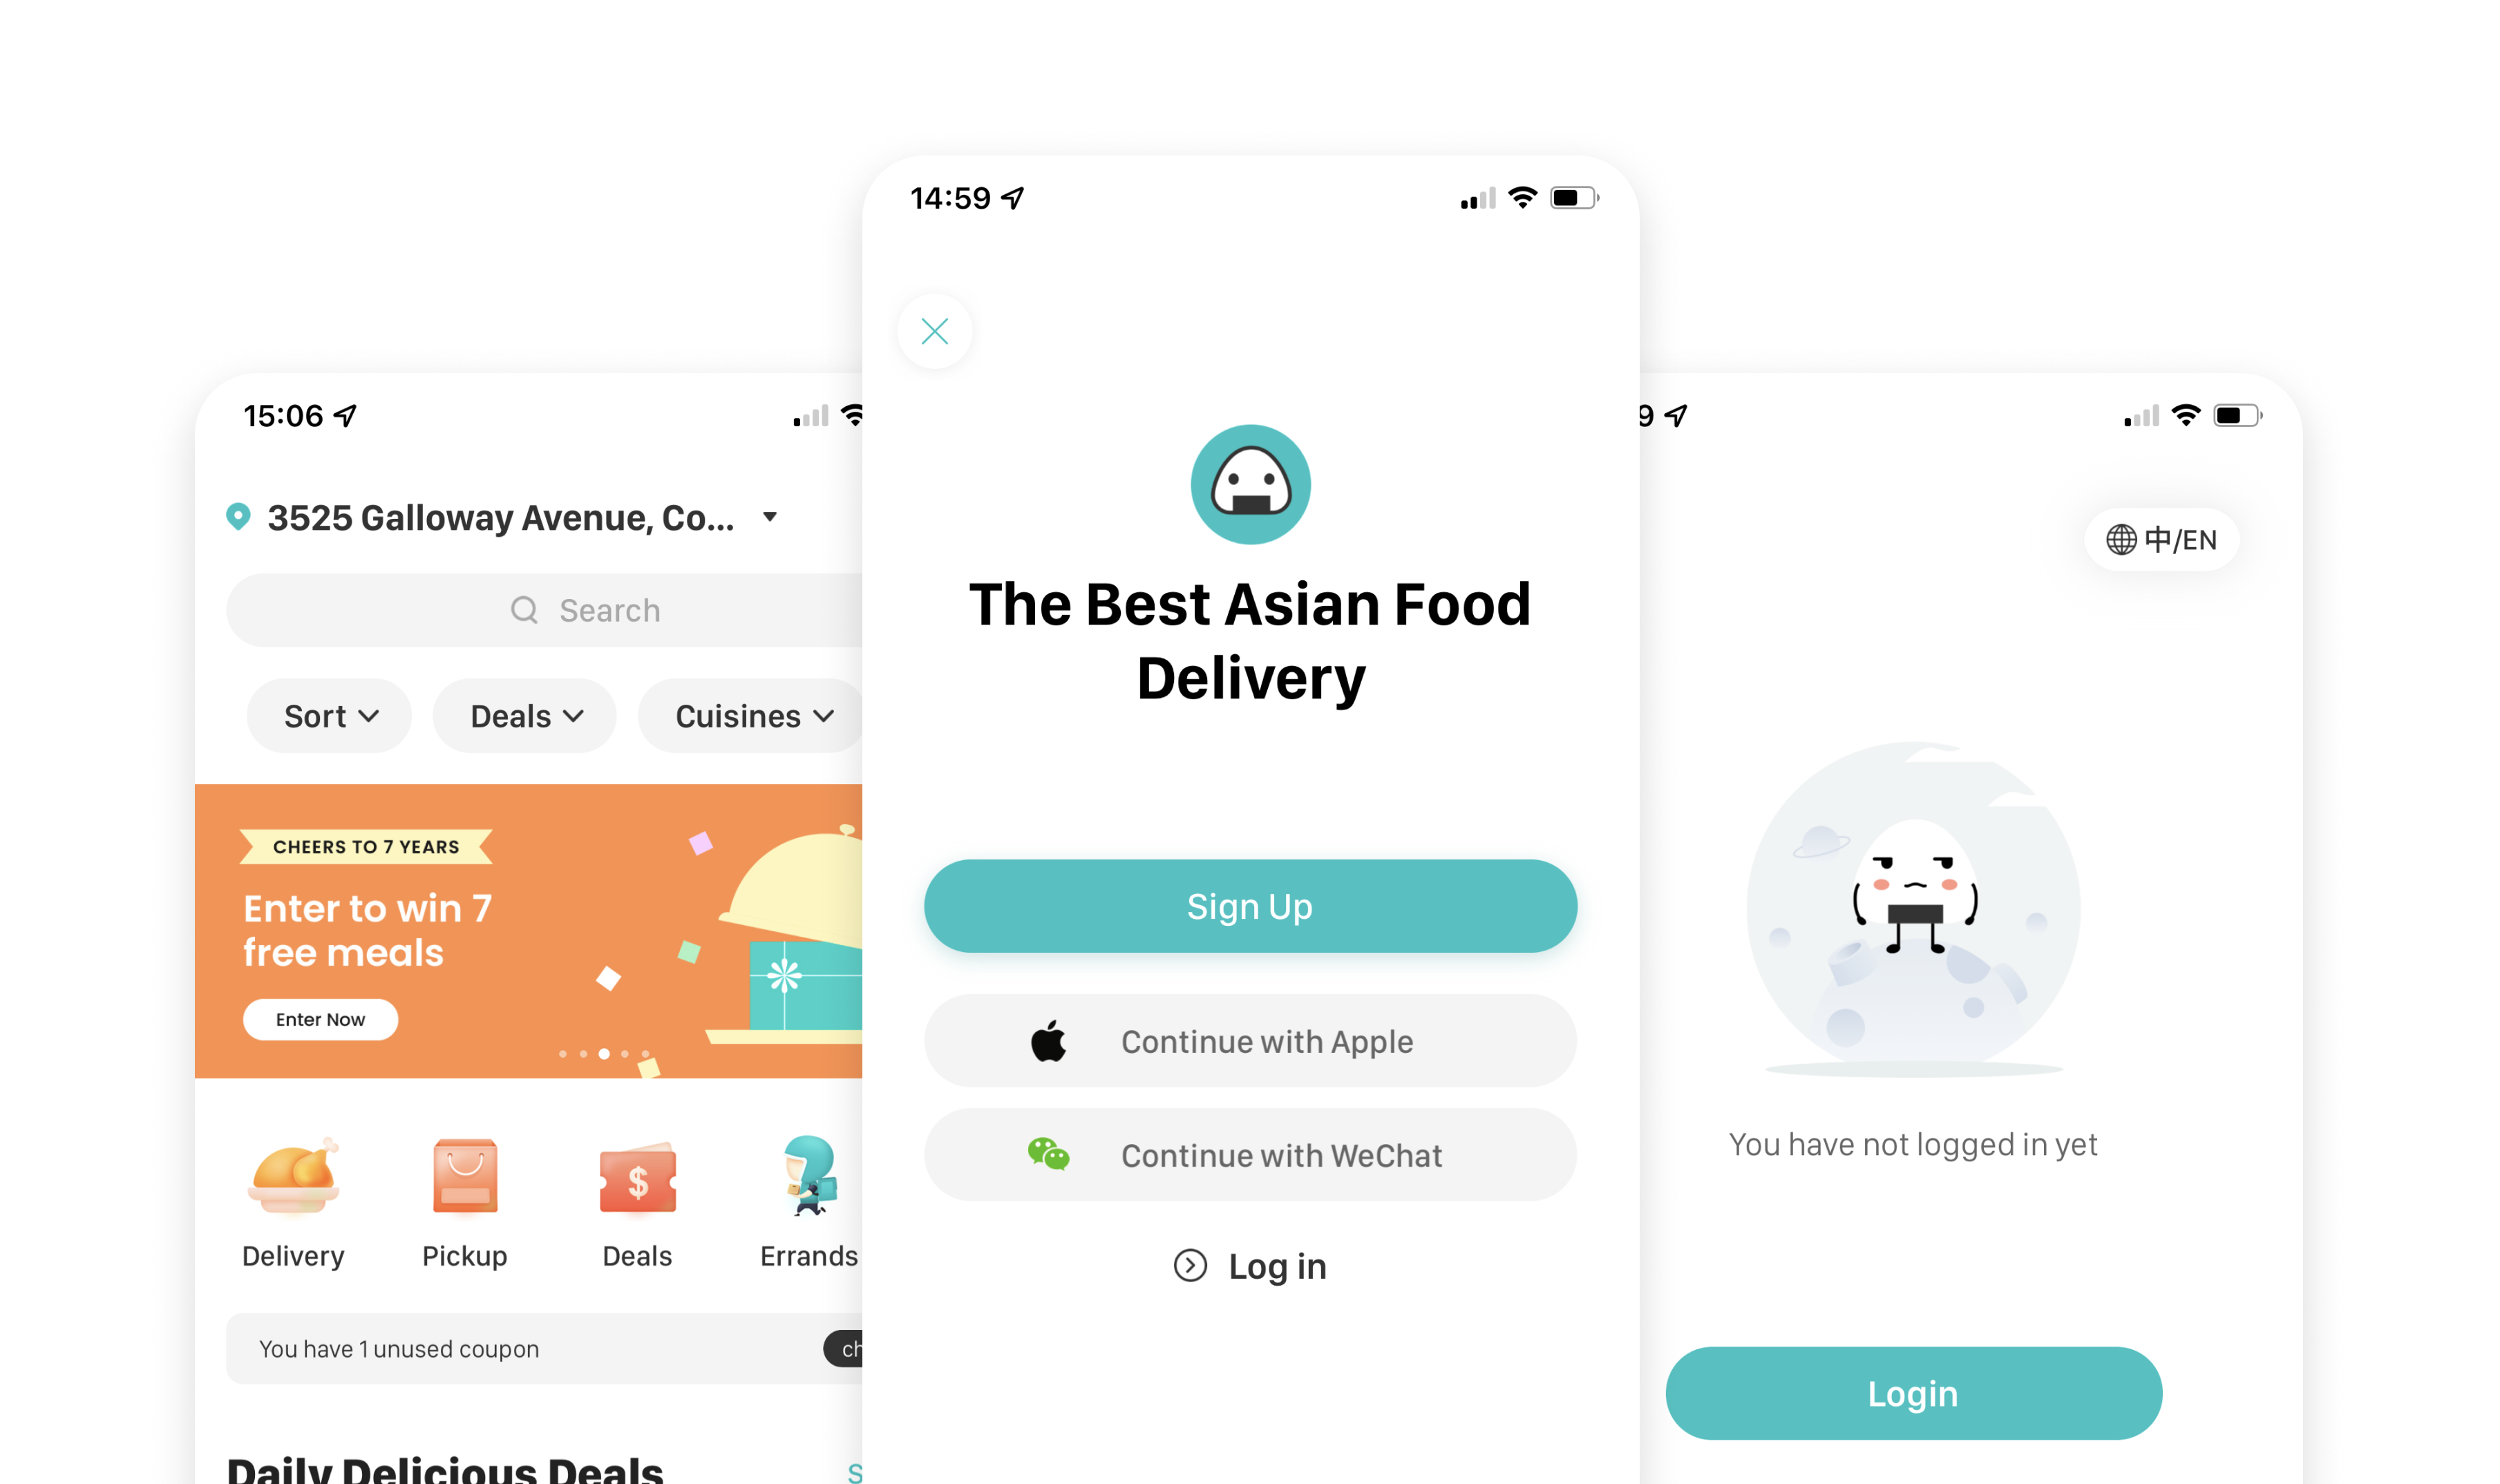 15:06
3525 Galloway Avenue, Co...
Search
Sort
Deals
Cuisines
CHEERS TO 7 YEARS
Enter to win 7
free meals
Enter Now
$
Delivery
Pickup
Deals
Errands
You have 1 unused coupon
ch
Daily Delicious Deals
S
14:59
The Best Asian Food
Delivery
Sign Up
Continue with Apple
Continue with WeChat
Log in
9
中/EN
You have not logged in yet
Login